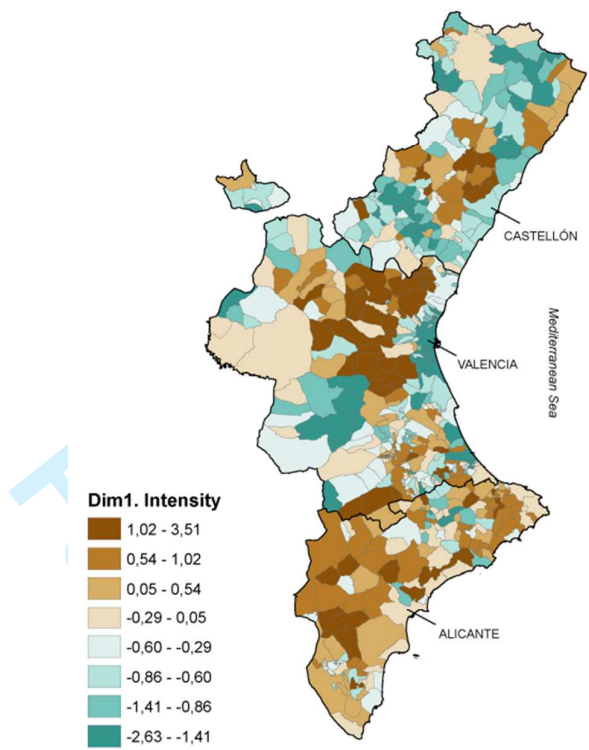 CASTELLÓN
Mediterranean Sea
VALENCIA
Dim1. Intensity
1,02 - 3,51
0,54 - 1,02
0,05 - 0,54
-0,29 - 0,05
-0,60 - -0,29
-0,86 - -0,60
-1,41 - -0,86
-2,63 - -1,41
ALICANTE